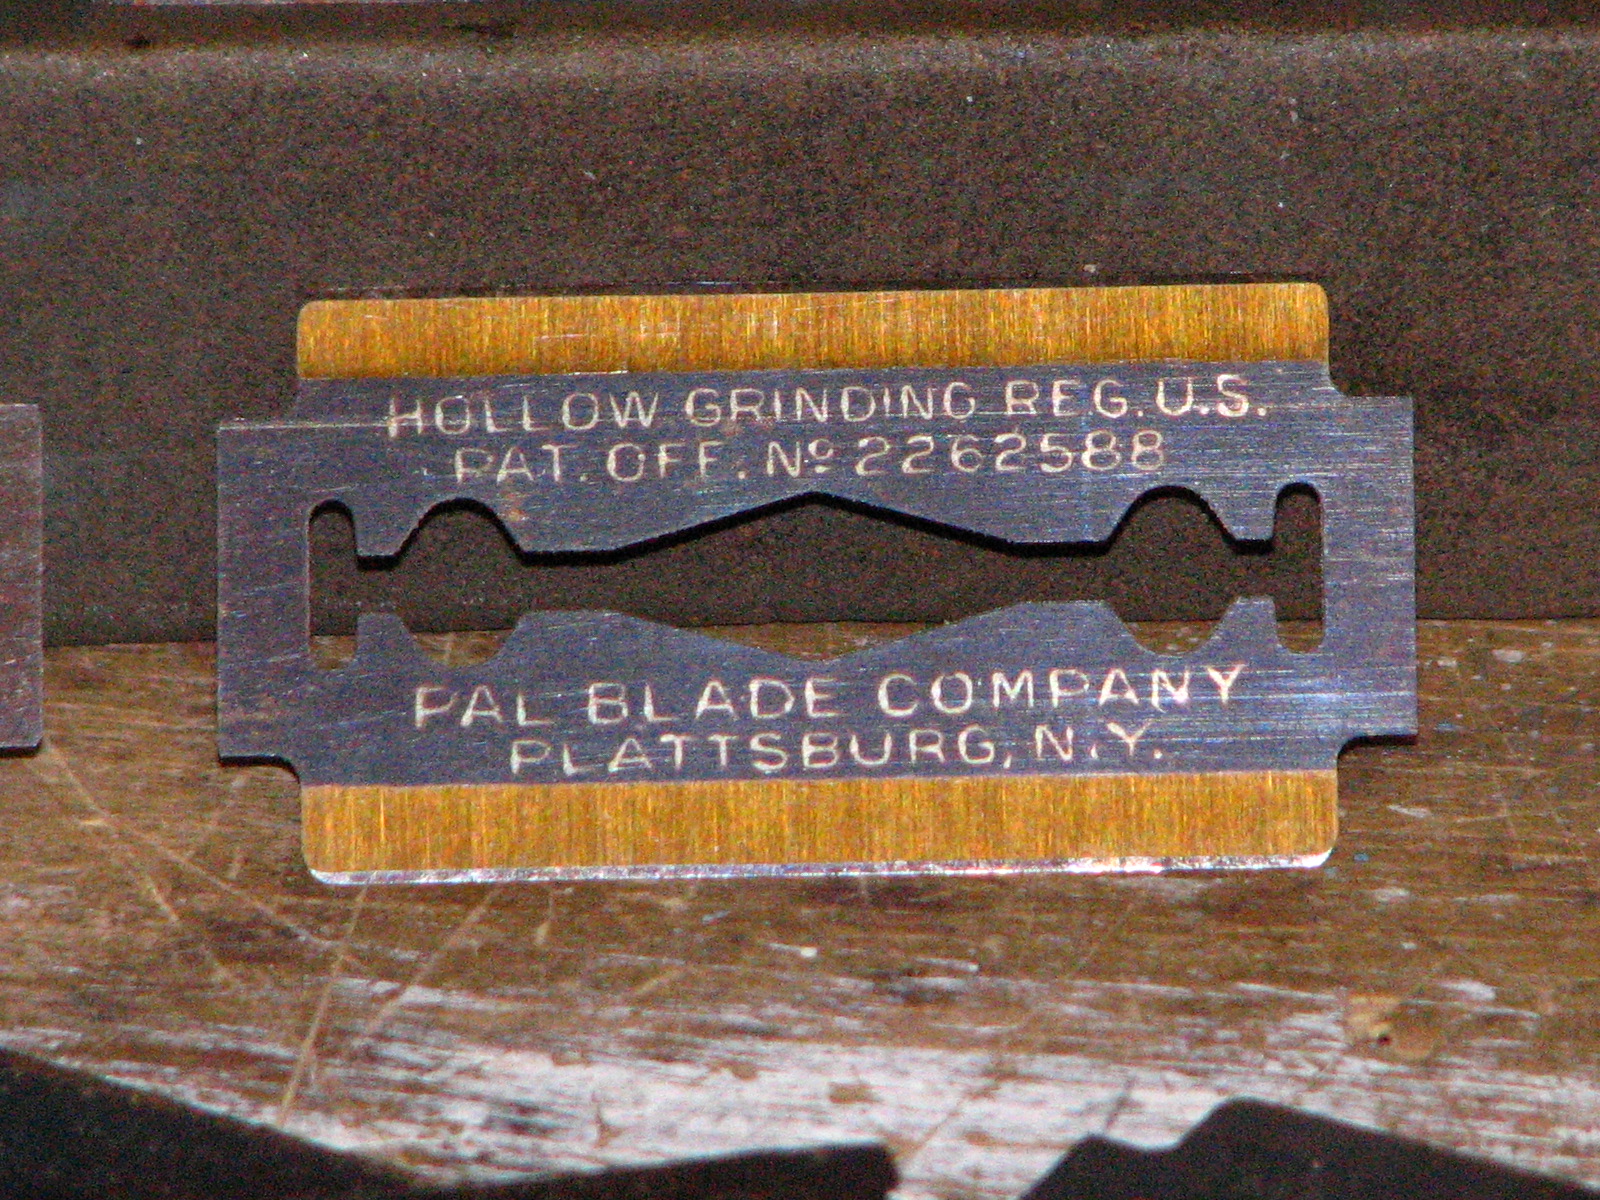 HOLLOW GRINDING REG. U.S.
PAT. OFF. Nº 2262588
PAL BLADE COMPANY
PLATTSBURG, N.Y.